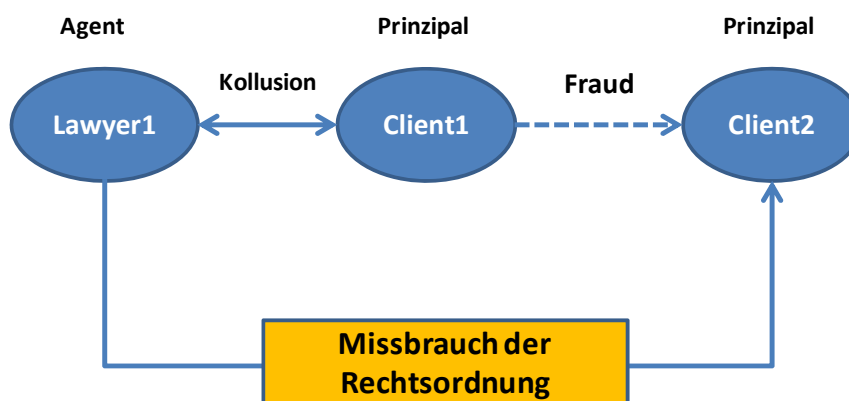 Agent
Prinzipal
Prinzipal
Kollusion
Fraud
Lawyer1
Client1
Client2
Missbrauch der
Rechtsordnung